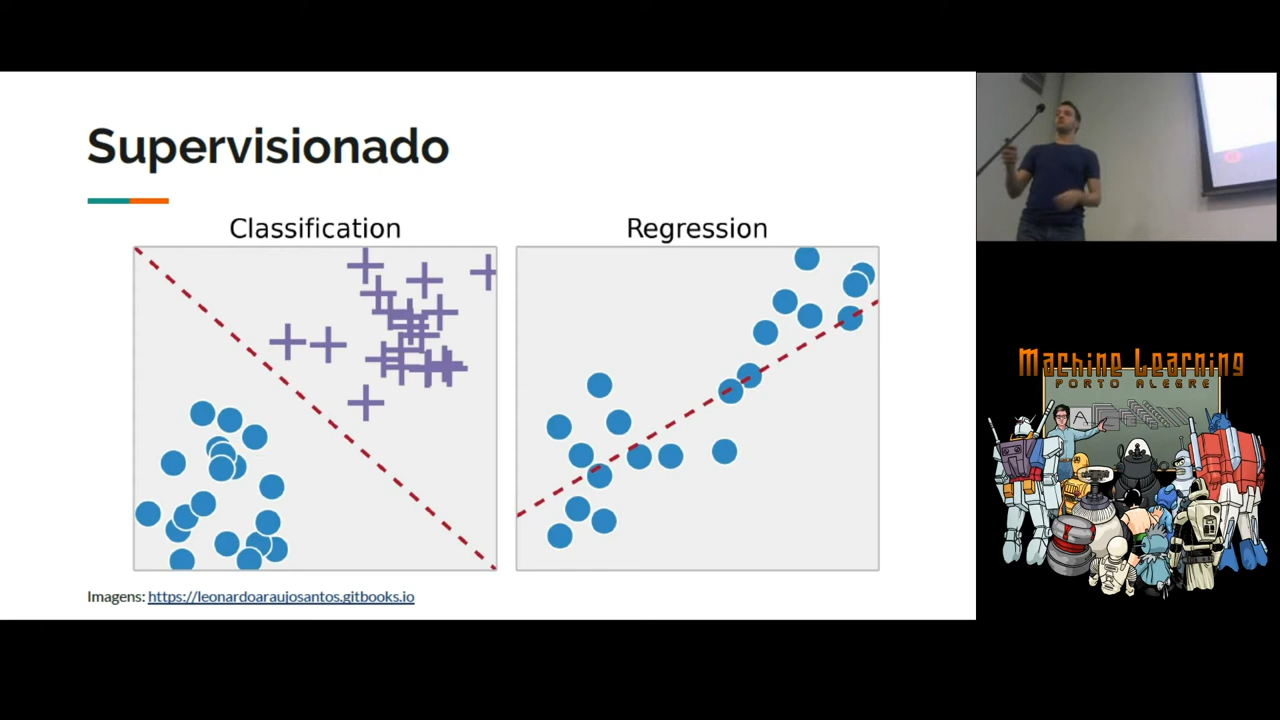 Supervisionado
Classification
Regression
Imagens: https://leonardoaraujosantos.gitbooks.io
Machine Learning
PORTO ALEGRE
A